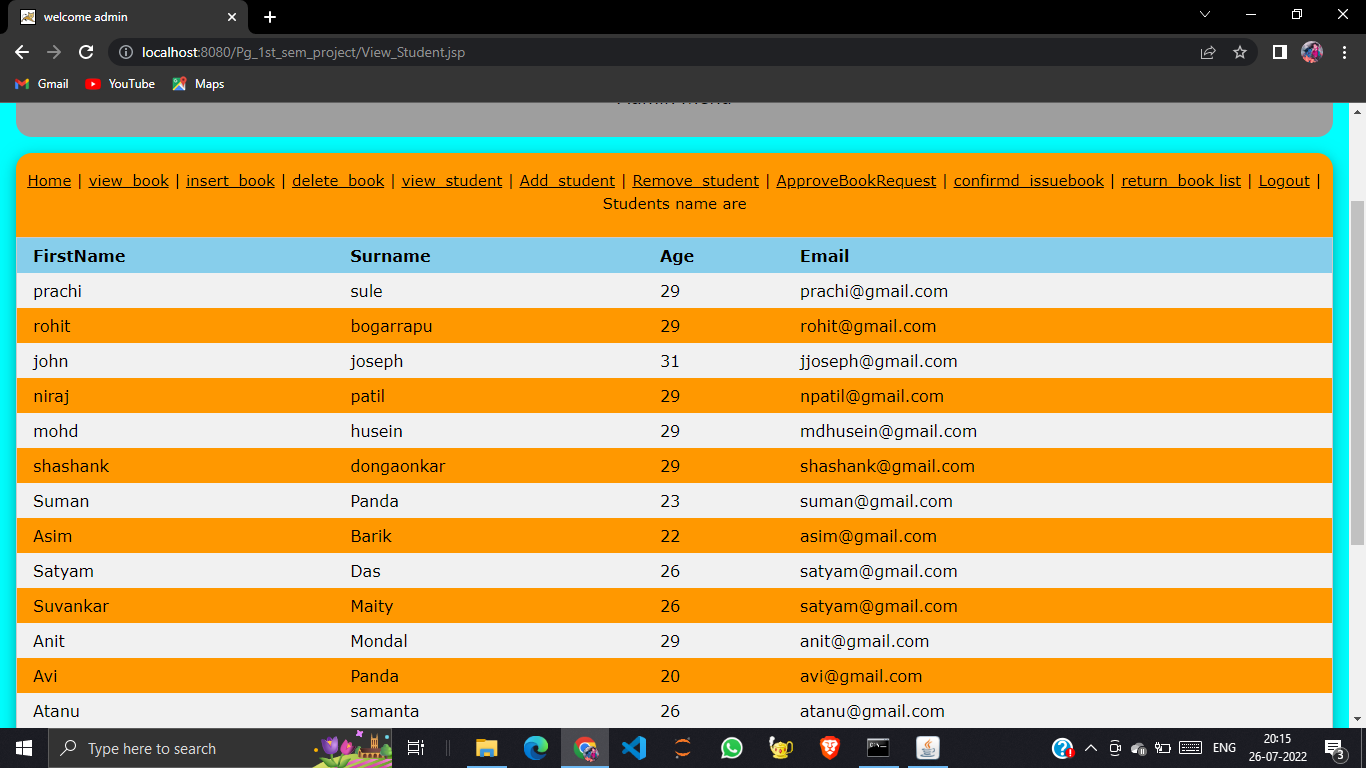 welcome admin
localhost:8080/Pg_1st_sem_project/View_Student.jsp
Gmail YouTube Maps
Admin Menu
Home | view_book | insert_book | delete_book | view_student | Add_student | Remove_student | ApproveBookRequest | confirmd_issuebook | return_book list | Logout |
Students name are
FirstName Surname Age Email
prachi sule 29 prachi@gmail.com
rohit bogarrapu 29 rohit@gmail.com
john joseph 31 jjoseph@gmail.com
niraj patil 29 npatil@gmail.com
mohd husein 29 mdhusein@gmail.com
shashank dongaonkar 29 shashank@gmail.com
Suman Panda 23 suman@gmail.com
Asim Barik 22 asim@gmail.com
Satyam Das 26 satyam@gmail.com
Suvankar Maity 26 satyam@gmail.com
Anit Mondal 29 anit@gmail.com
Avi Panda 20 avi@gmail.com
Atanu samanta 26 atanu@gmail.com
Type here to search
ENG
20:15
26-07-2022
3